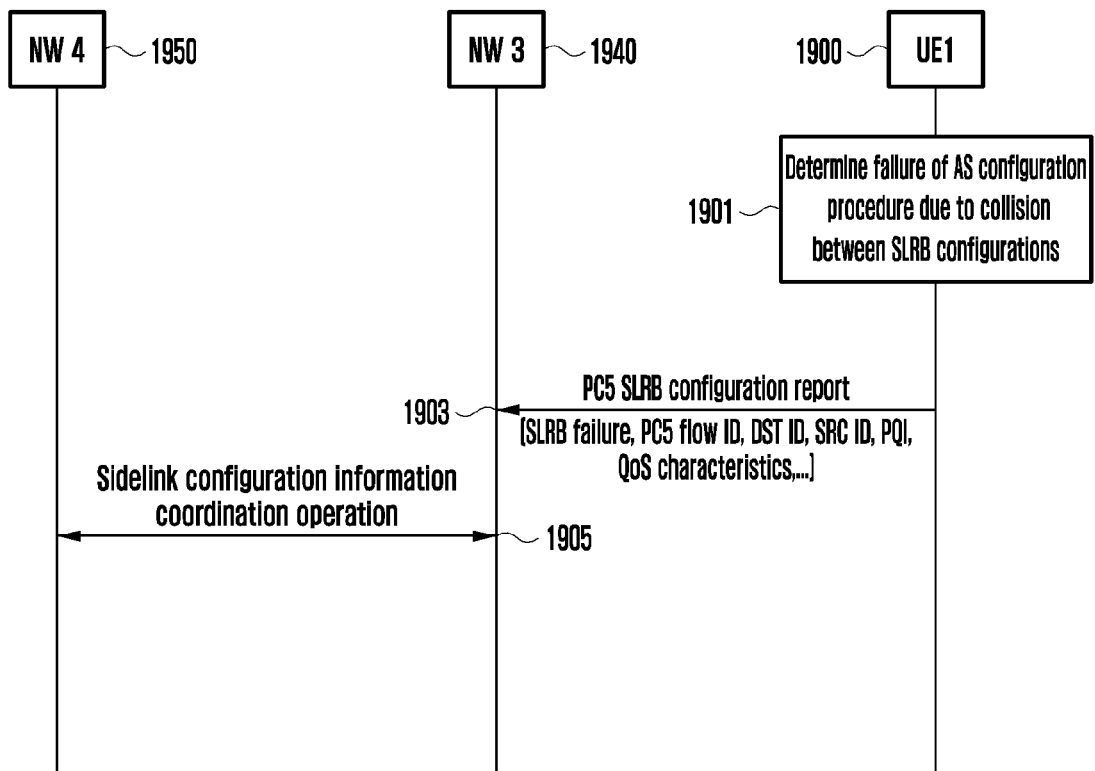 NW 4
1950
NW 3
1940
1900
UE1
Determine failure of AS configuration
procedure due to collision
between SLRB configurations
1901
PC5 SLRB configuration report
1903
[SLRB failure, PC5 flow ID, DST ID, SRC ID, PQI,
QoS characteristics,...]
Sidelink configuration information
coordination operation
1905